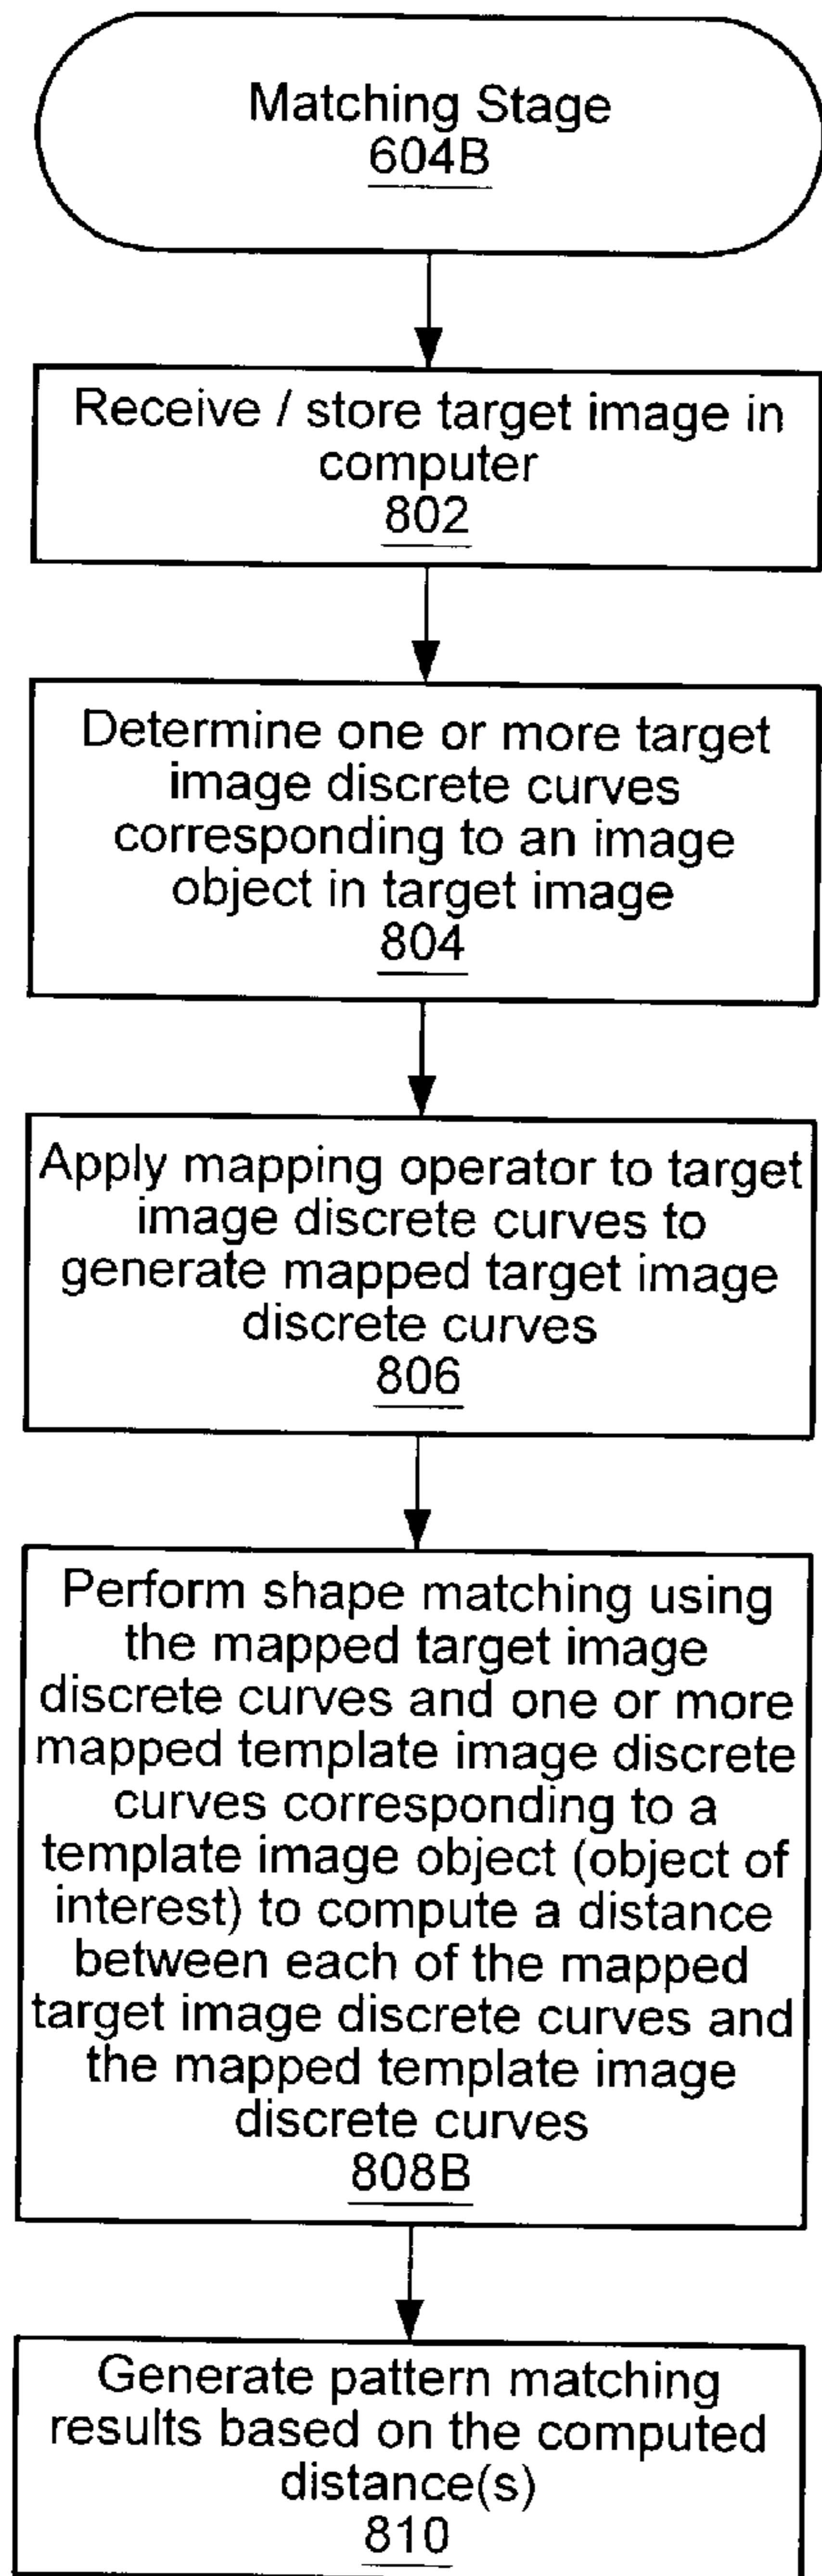 Matching Stage
604B
Receive / store target image in
computer
802
Determine one or more target
image discrete curves
corresponding to an image
object in target image
804
Apply mapping operator to target
image discrete curves to
generate mapped target image
discrete curves
806
Perform shape matching using
the mapped target image
discrete curves and one or more
mapped template image discrete
curves corresponding to a
template image object (object of
interest) to compute a distance
between each of the mapped
target image discrete curves and
the mapped template image
discrete curves
808B
Generate pattern matching
results based on the computed
distance(s)
810